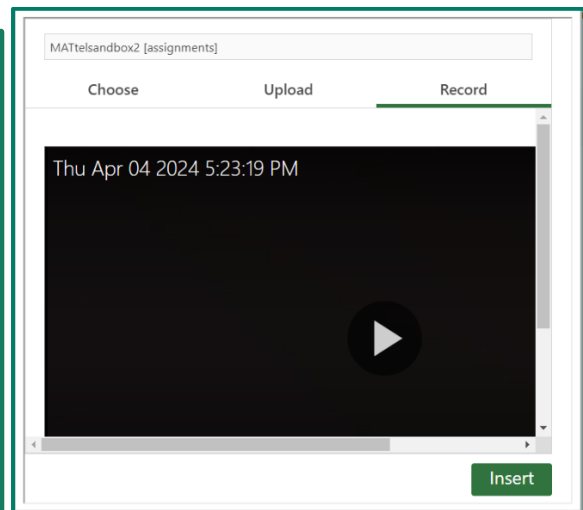 MATtelsandbox2 [assignments]
Choose Upload Record
Thu Apr 04 2024 5:23:19 PM
Insert